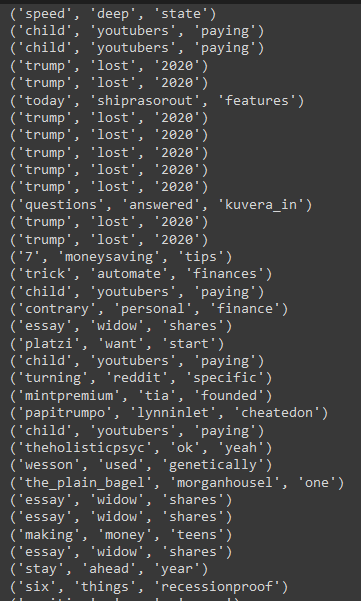 ('speed', 'deep', 'state')
('child', 'youtubers', 'paying')
('child', 'youtubers', 'paying')
('trump', 'lost', '2020')
('trump', 'lost', '2020')
('today', 'shiprasorout', 'features')
('trump', 'lost', '2020')
('trump', 'lost', '2020')
('trump', 'lost', '2020')
('trump', 'lost', '2020')
('trump', 'lost', '2020')
('questions', 'answered', 'kuvera_in')
('trump', 'lost', '2020')
('trump', 'lost', '2020')
('7', 'moneysaving', 'tips')
('trick', 'automate', 'finances')
('child', 'youtubers', 'paying')
('contrary', 'personal', 'finance')
('essay', 'widow', 'shares')
('platzi', 'want', 'start')
('child', 'youtubers', 'paying')
('turning', 'reddit', 'specific')
('mintpremium', 'tia', 'founded')
('papitrumpo', 'lynninlet', 'cheatedon')
('child', 'youtubers', 'paying')
('theholisticpsyc', 'ok', 'yeah')
('wesson', 'used', 'genetically')
('the_plain_bagel', 'morganhousel', 'one')
('essay', 'widow', 'shares')
('essay', 'widow', 'shares')
('making', 'money', 'teens')
('essay', 'widow', 'shares')
('stay', 'ahead', 'year')
('six', 'things', 'recessionproof')